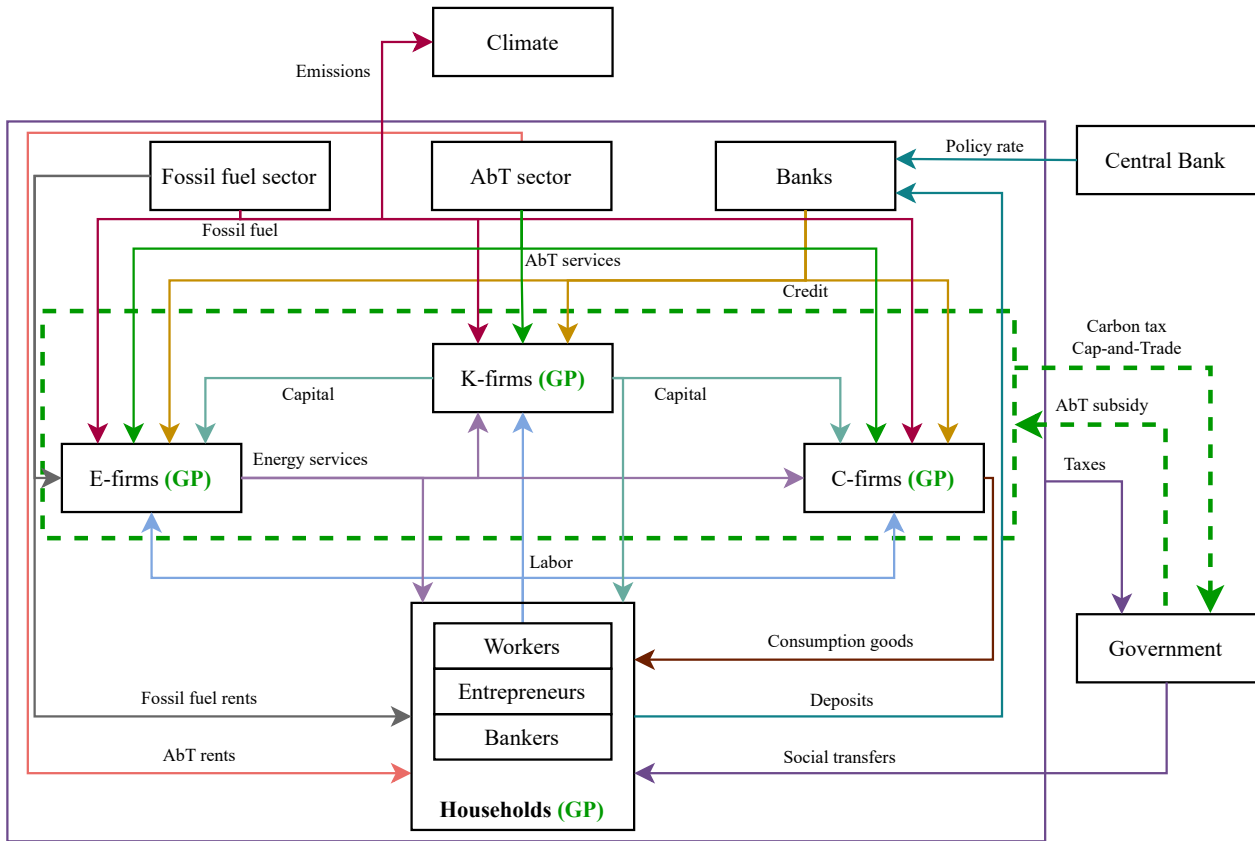 Climate
Emissions
Policy rate
Central Bank
Fossil fuel sector
AbT sector
Banks
Fossil fuel
AbT services
Credit
Carbon tax
Cap-and-Trade
K-firms (GP)
Capital
Capital
AbT subsidy
E-firms (GP)
Energy services
C-firms (GP)
Taxes
Labor
Workers
Consumption goods
Government
Entrepreneurs
Fossil fuel rents
Deposits
Bankers
AbT rents
Social transfers
Households (GP)